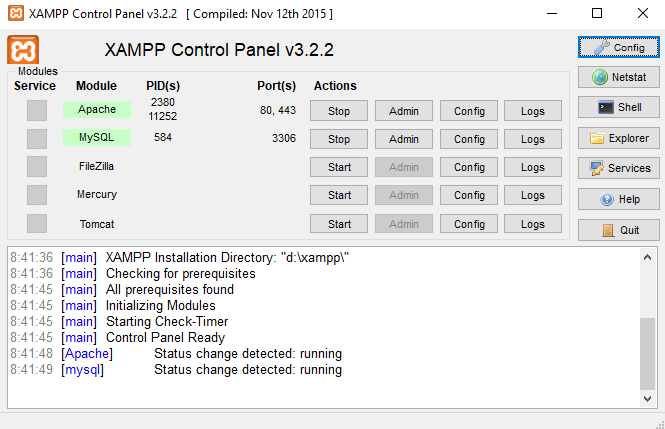 XAMPP Control Panel v3.2.2 [ Compiled: Nov 12th 2015 ]
XAMPP Control Panel v3.2.2
Config
Modules
Service Module PID(s) Port(s) Actions
Netstat
Apache 2380 11252 80, 443 Stop Admin Config Logs
Shell
MySQL 584 3306 Stop Admin Config Logs
Explorer
FileZilla Start Admin Config Logs
Services
Mercury Start Admin Config Logs
Help
Tomcat Start Admin Config Logs
Quit
8:41:36 [main] XAMPP Installation Directory: "d:\xampp\"
8:41:36 [main] Checking for prerequisites
8:41:45 [main] All prerequisites found
8:41:45 [main] Initializing Modules
8:41:45 [main] Starting Check-Timer
8:41:45 [main] Control Panel Ready
8:41:48 [Apache] Status change detected: running
8:41:49 [mysql] Status change detected: running